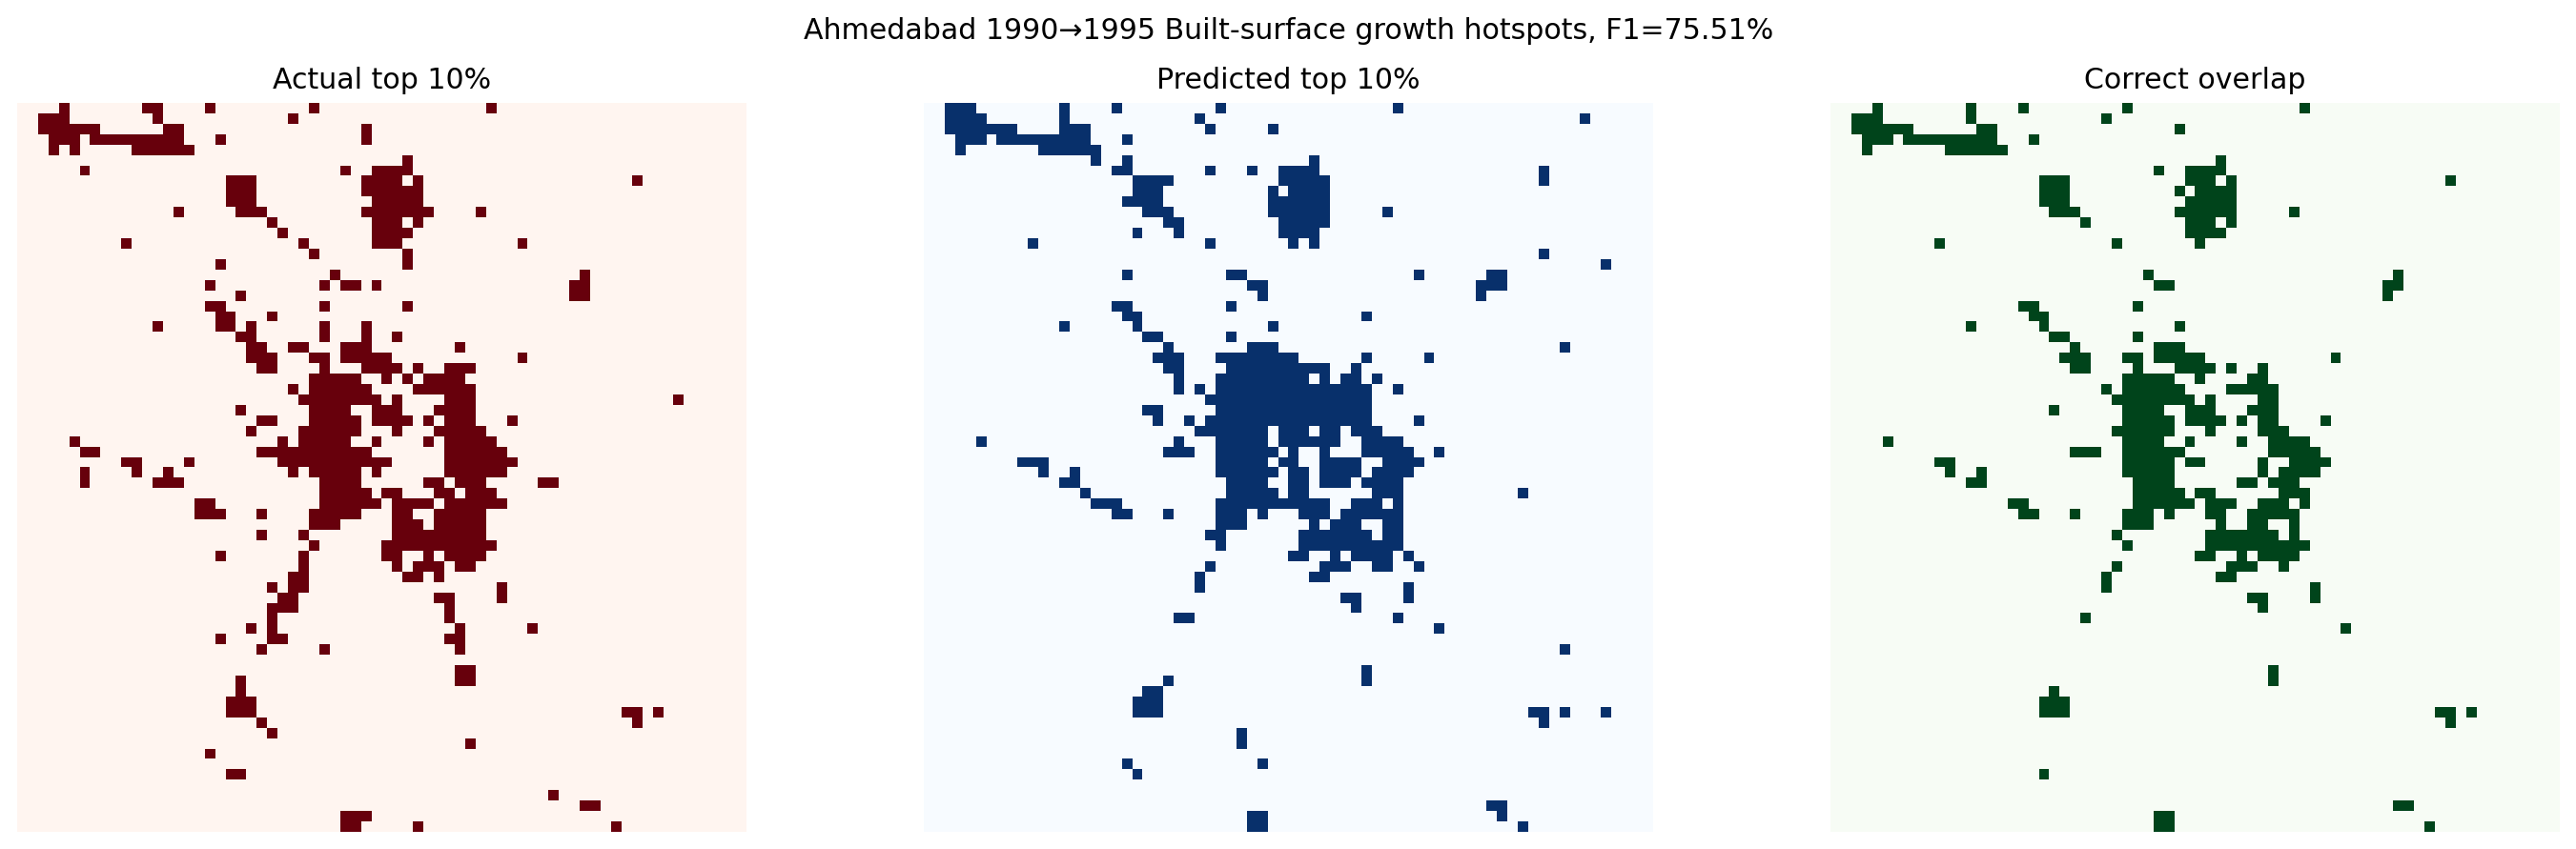 Ahmedabad 1990→1995 Built-surface growth hotspots, F1=75.51%
Actual top 10%
Predicted top 10%
Correct overlap